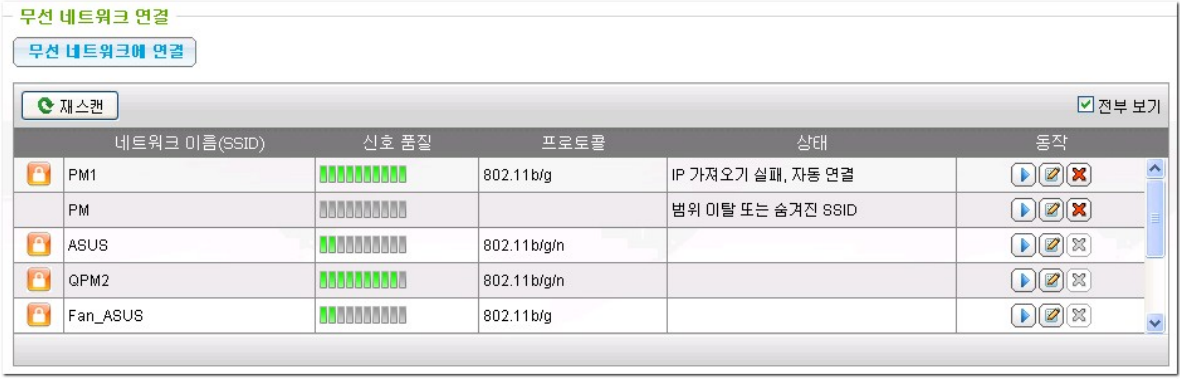 무선 네트워크 연결
무선 네트워크에 연결
재스캔 전부 보기
네트워크 이름(SSID) 신호 품질 프로토콜 상태 동작
PM1 802.11b/g IP 가져오기 실패, 자동 연결
PM 범위 이탈 또는 숨겨진 SSID
ASUS 802.11b/g/n
QPM2 802.11b/g/n
Fan_ASUS 802.11b/g